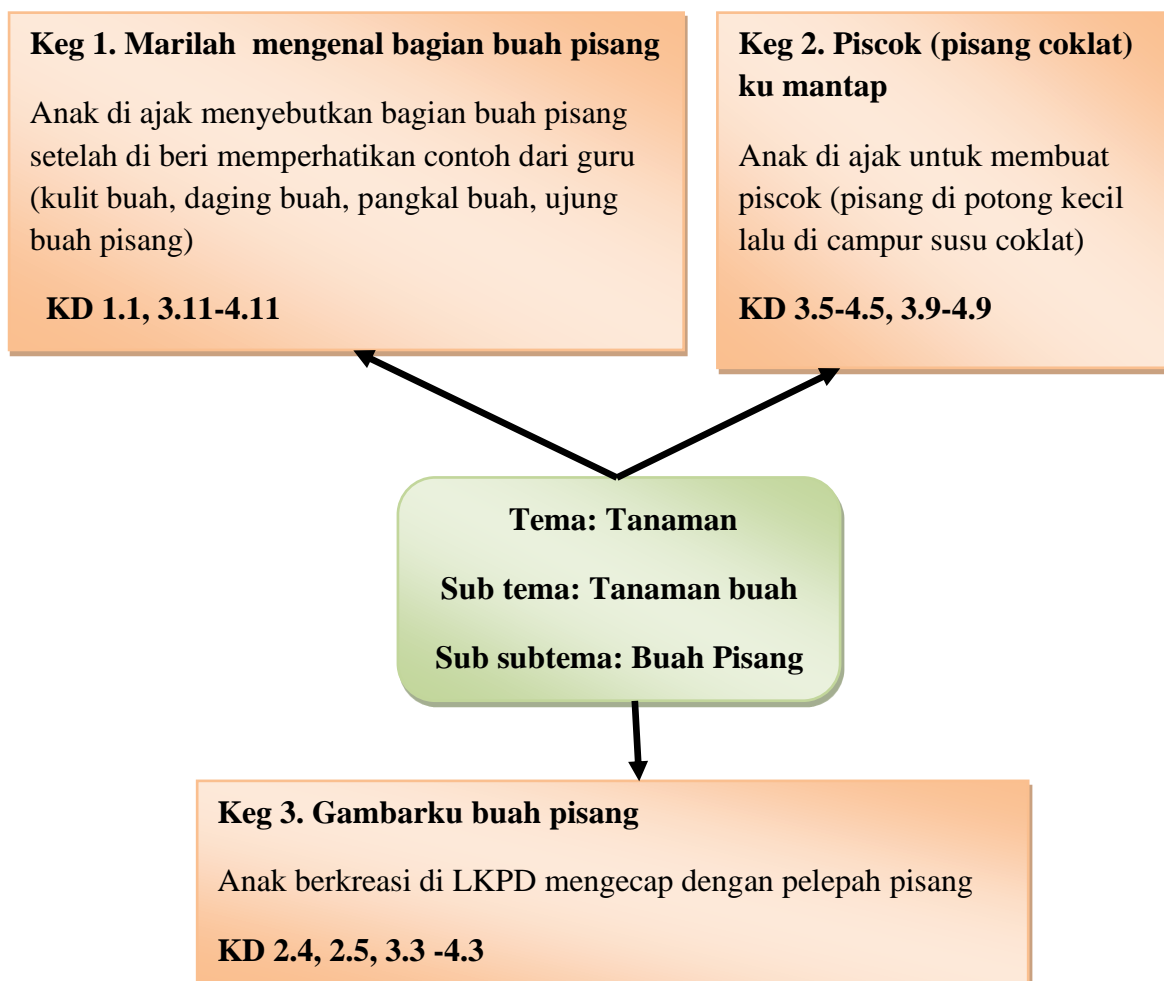 Keg 1. Marilah  mengenal bagian buah pisang
Anak di ajak menyebutkan bagian buah pisang
setelah di beri memperhatikan contoh dari guru
(kulit buah, daging buah, pangkal buah, ujung
buah pisang)
KD 1.1, 3.11-4.11
Keg 2. Piscok (pisang coklat)
ku mantap
Anak di ajak untuk membuat
piscok (pisang di potong kecil
lalu di campur susu coklat)
KD 3.5-4.5, 3.9-4.9
Tema: Tanaman
Sub tema: Tanaman buah
Sub subtema: Buah Pisang
Keg 3. Gambarku buah pisang
Anak berkreasi di LKPD mengecap dengan pelepah pisang
KD 2.4, 2.5, 3.3 -4.3